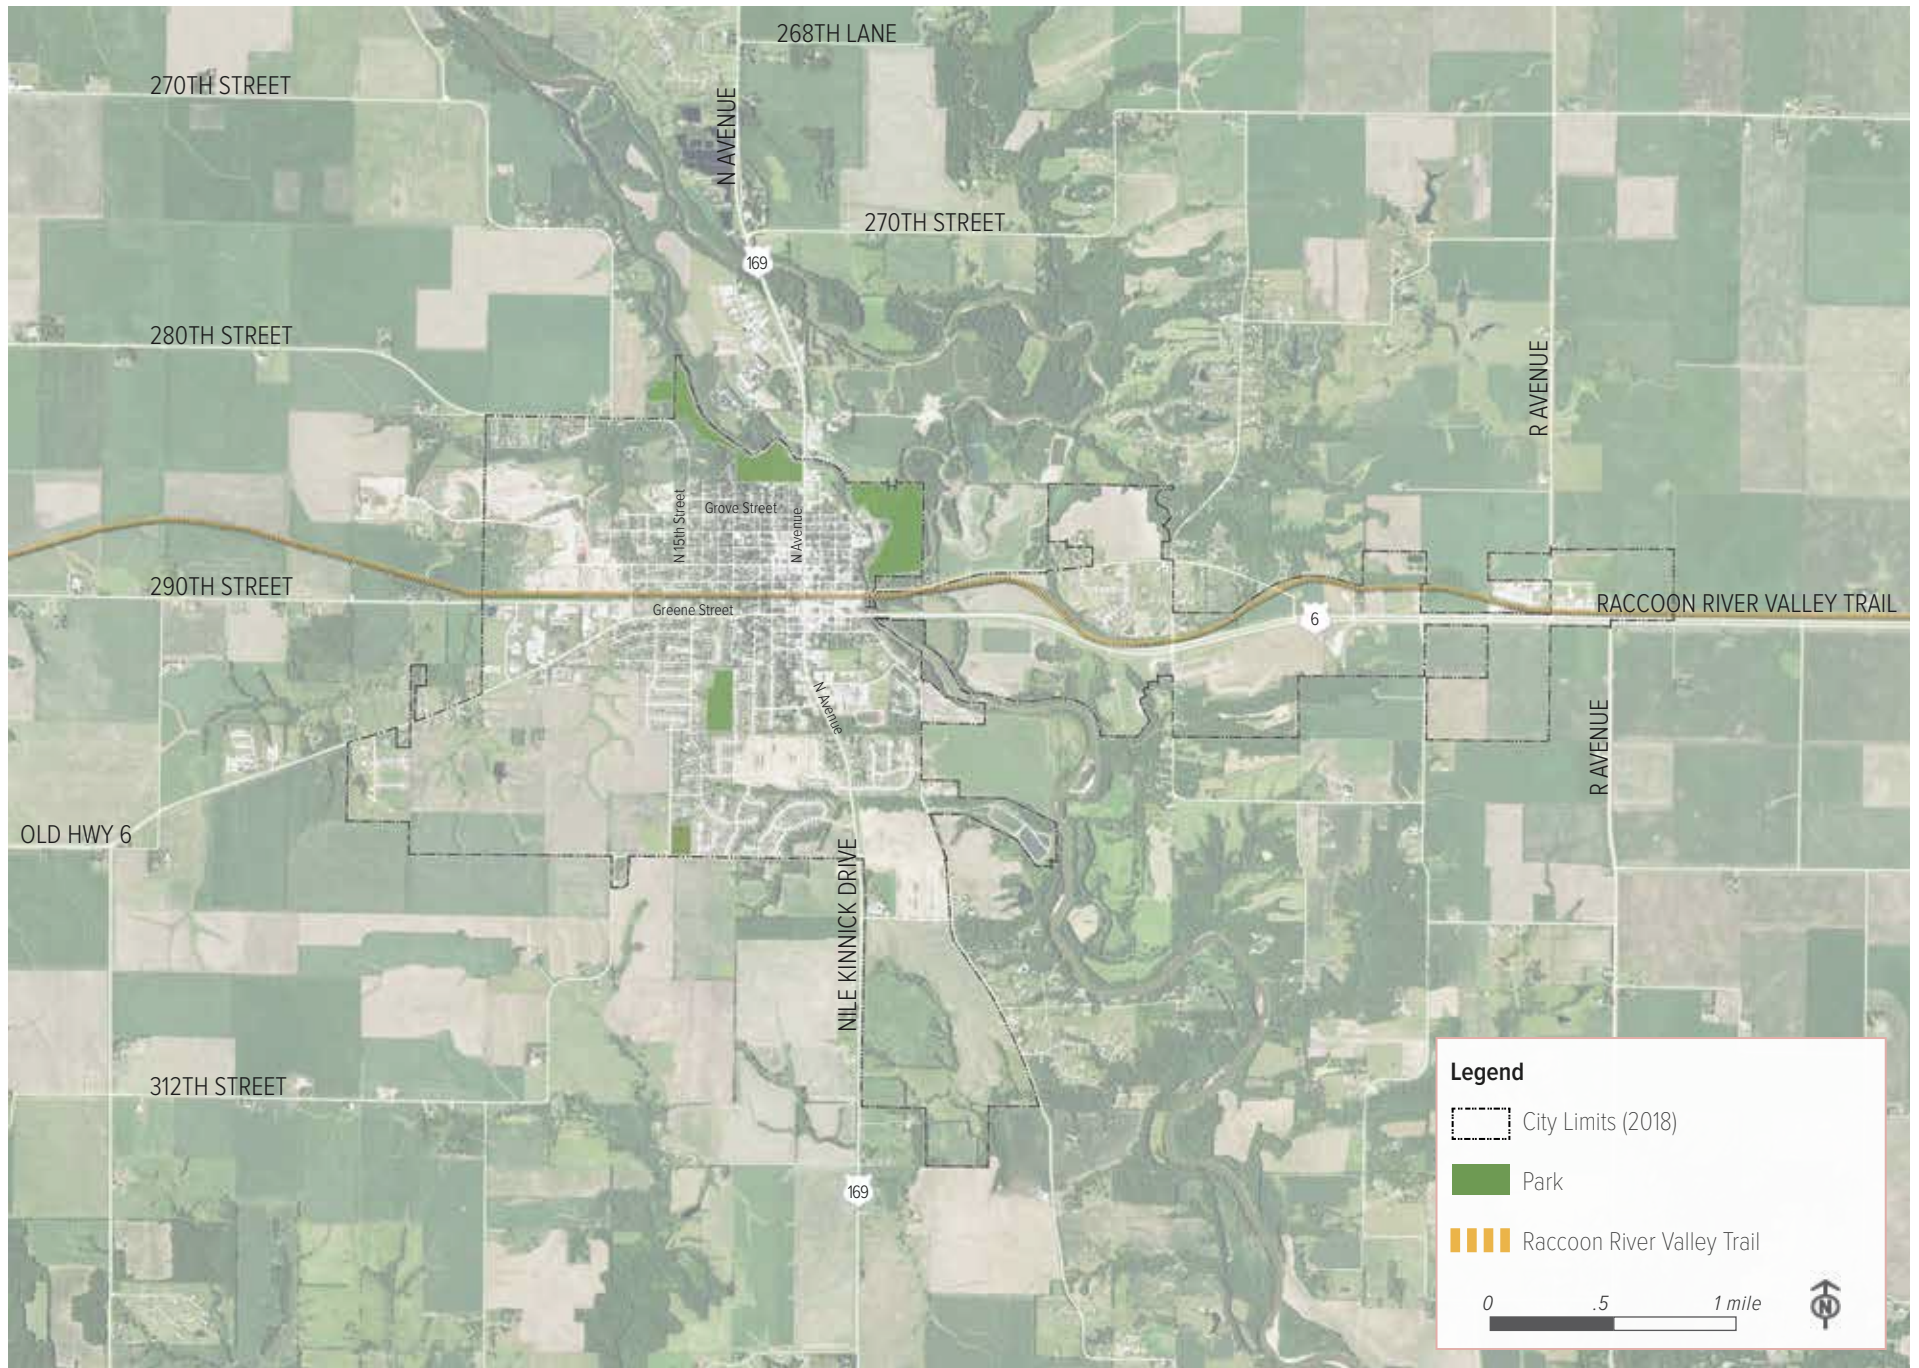 268TH LANE
270TH STREET
N AVENUE
270TH STREET
169
280TH STREET
R AVENUE
N 15th Street
Grove Street
N Avenue
290TH STREET
Greene Street
RACCOON RIVER VALLEY TRAIL
6
N Avenue
R AVENUE
OLD HWY 6
NILE KINNICK DRIVE
312TH STREET
169
Legend
City Limits (2018)
Park
Raccoon River Valley Trail
0 .5 1 mile
N